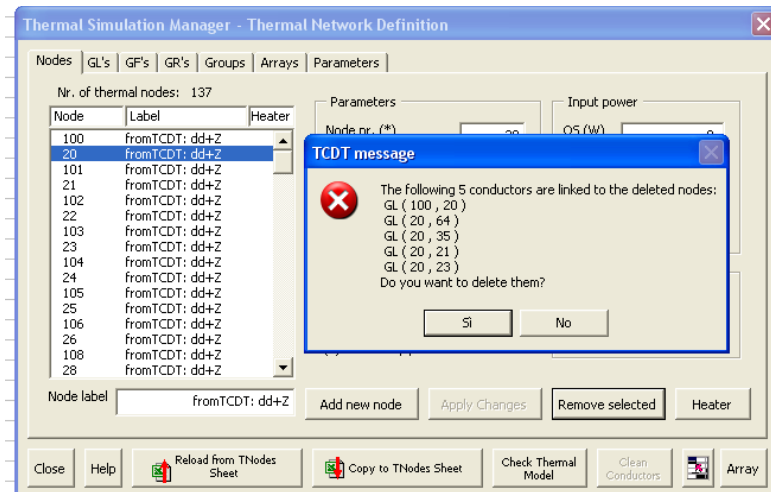 Thermal Simulation Manager - Thermal Network Definition
Nodes GL's GF's GR's Groups Arrays Parameters
Nr. of thermal nodes: 137
Node Label Heater
100 fromTCDT: dd+Z
20 fromTCDT: dd+Z
101 fromTCDT: dd+Z
21 fromTCDT: dd+Z
102 fromTCDT: dd+Z
22 fromTCDT: dd+Z
103 fromTCDT: dd+Z
23 fromTCDT: dd+Z
104 fromTCDT: dd+Z
24 fromTCDT: dd+Z
105 fromTCDT: dd+Z
25 fromTCDT: dd+Z
106 fromTCDT: dd+Z
26 fromTCDT: dd+Z
108 fromTCDT: dd+Z
28 fromTCDT: dd+Z
Node label fromTCDT: dd+Z
Parameters
Node nr. (*) 20
Input power
QS (W) 0
TCDT message
The following 5 conductors are linked to the deleted nodes:
GL ( 100 , 20 )
GL ( 20 , 64 )
GL ( 20 , 35 )
GL ( 20 , 21 )
GL ( 20 , 23 )
Do you want to delete them?
Sì No
Add new node Apply Changes Remove selected Heater
Close Help Reload from TNodes Sheet Copy to TNodes Sheet Check Thermal Model Clean Conductors Array